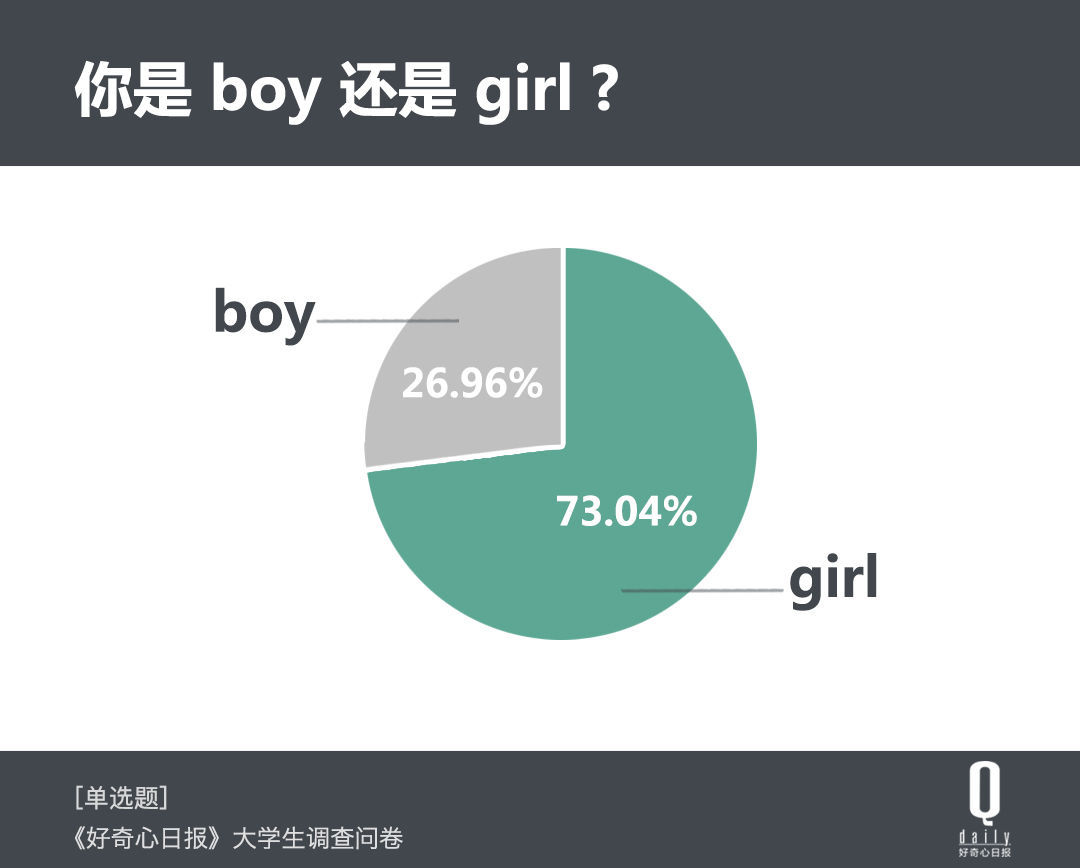 你是 boy 还是 girl？
boy
26.96%
73.04%
girl
[单选题]
《好奇心日报》大学生调查问卷
Q
daily
好奇心日报